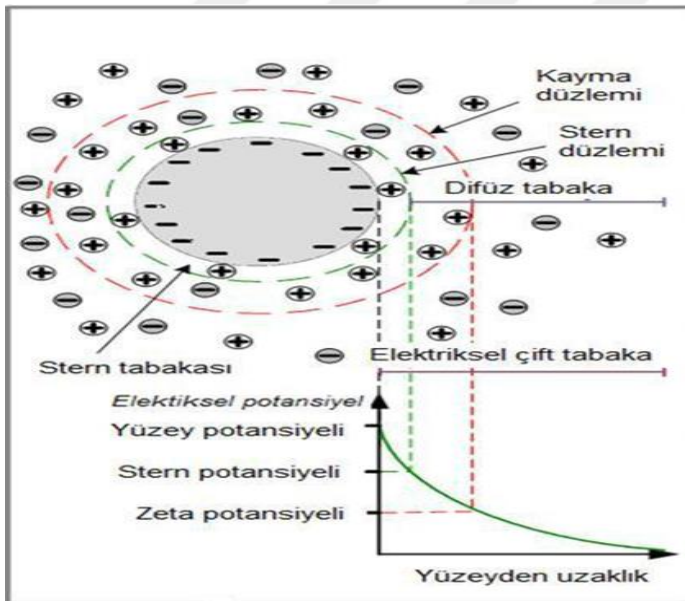 Kayma
düzlemi
Stern
düzlemi
Difüz tabaka
Stern tabakası
Elektriksel çift tabaka
Elektiksel potansiyel
Yüzey potansiyeli
Stern potansiyeli
Zeta potansiyeli
Yüzeyden uzaklık